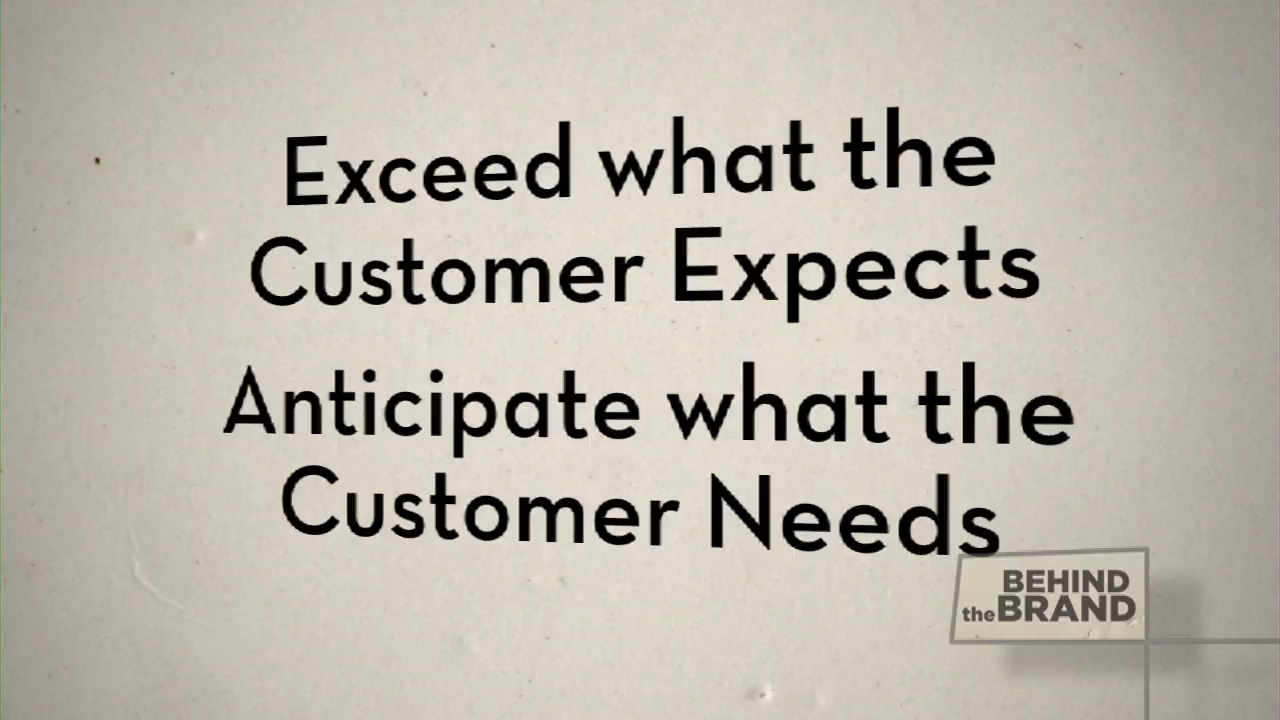 Exceed what the
Customer Expects
Anticipate what the
Customer Needs
BEHIND
the BRAND